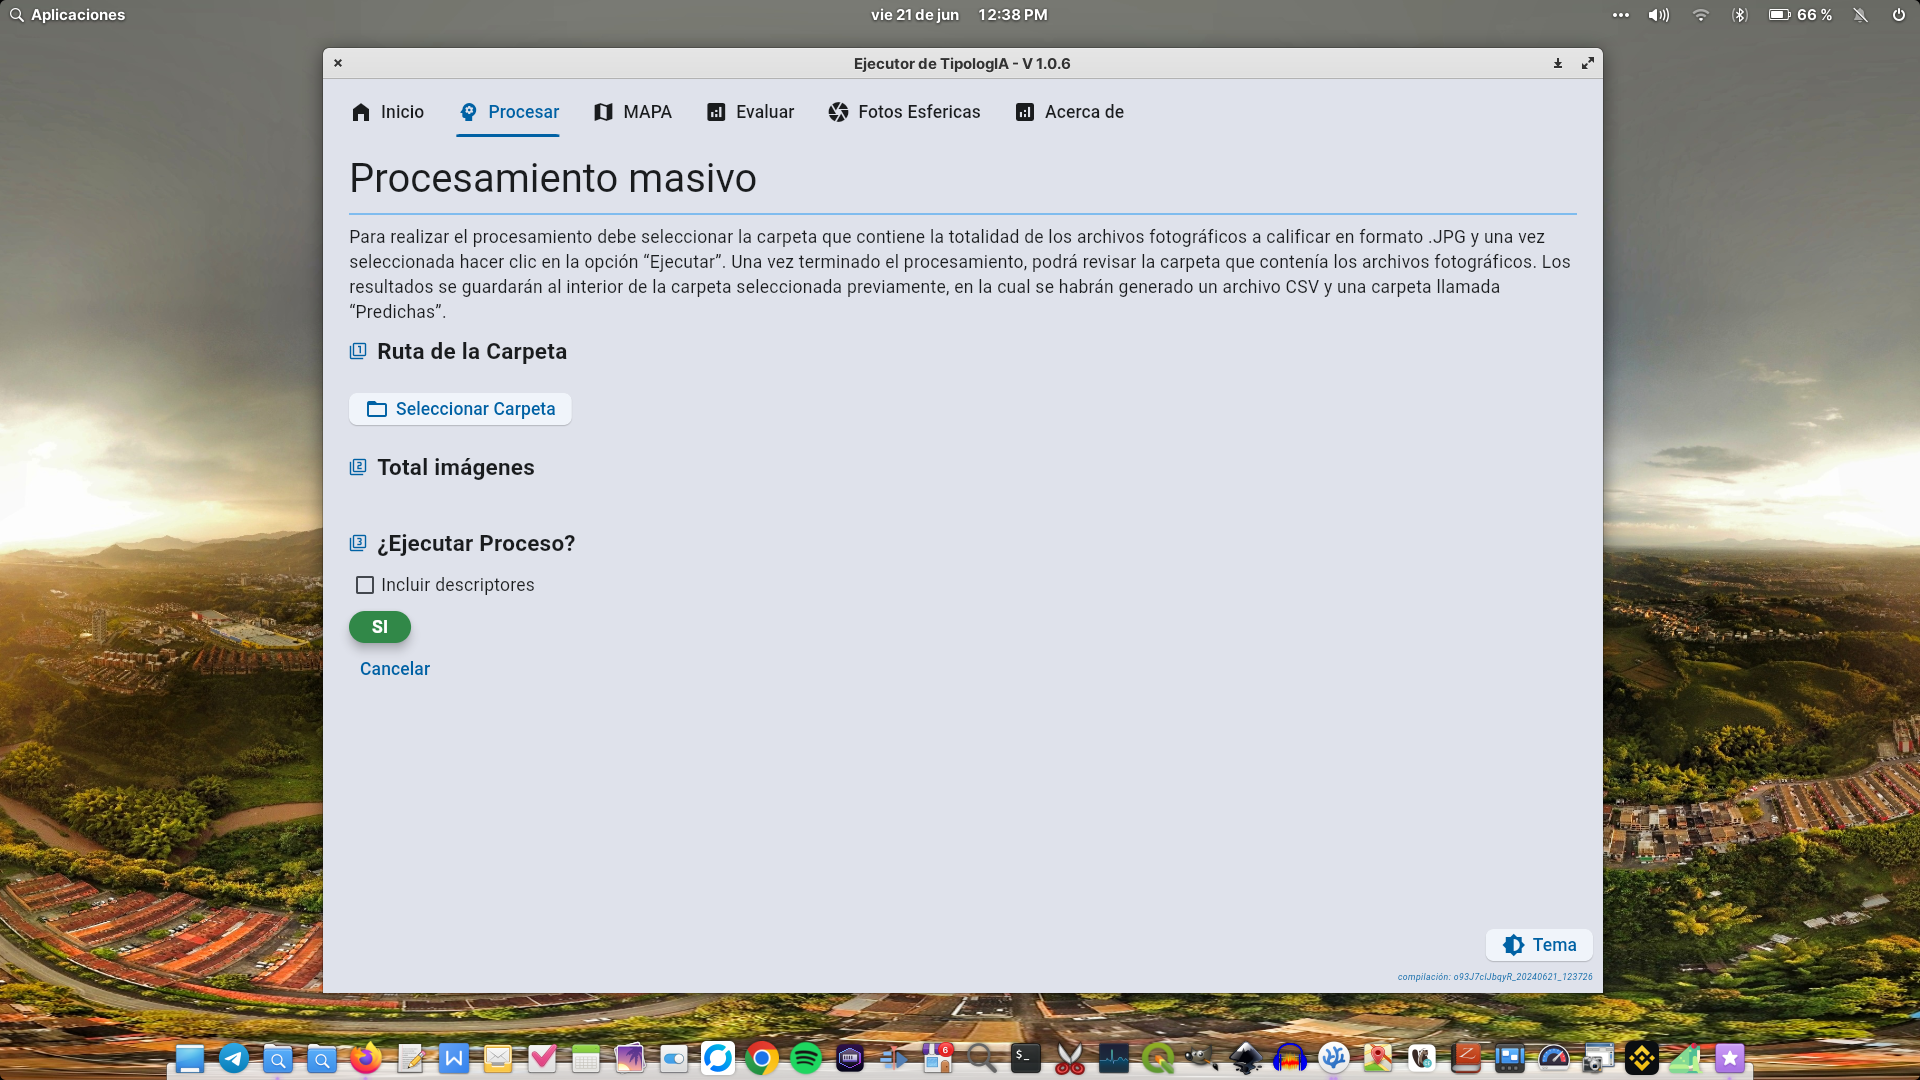 Aplicaciones
vie 21 de jun 12:38 PM
66 %
Ejecutor de TipologIA - V 1.0.6
Inicio Procesar MAPA Evaluar Fotos Esfericas Acerca de
Procesamiento masivo
Para realizar el procesamiento debe seleccionar la carpeta que contiene la totalidad de los archivos fotográficos a calificar en formato .JPG y una vez
seleccionada hacer clic en la opción “Ejecutar”. Una vez terminado el procesamiento, podrá revisar la carpeta que contenía los archivos fotográficos. Los
resultados se guardarán al interior de la carpeta seleccionada previamente, en la cual se habrán generado un archivo CSV y una carpeta llamada
“Predichas”.
1 Ruta de la Carpeta
Seleccionar Carpeta
2 Total imágenes
3 ¿Ejecutar Proceso?
Incluir descriptores
SI
Cancelar
Tema
6